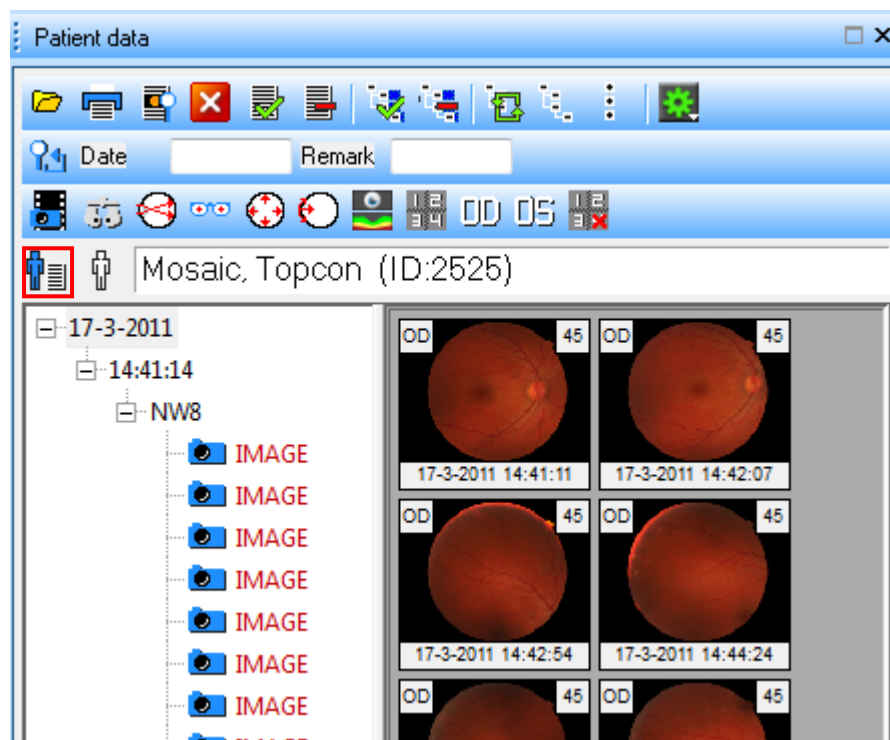 Patient data
Date Remark
OD OS
Mosaic, Topcon (ID:2525)
17-3-2011
14:41:14
NW8
IMAGE
IMAGE
IMAGE
IMAGE
IMAGE
IMAGE
IMAGE
OD 45 OD 45
17-3-2011 14:41:11 17-3-2011 14:42:07
OD 45 OD 45
17-3-2011 14:42:54 17-3-2011 14:44:24
OD 45 OD 45